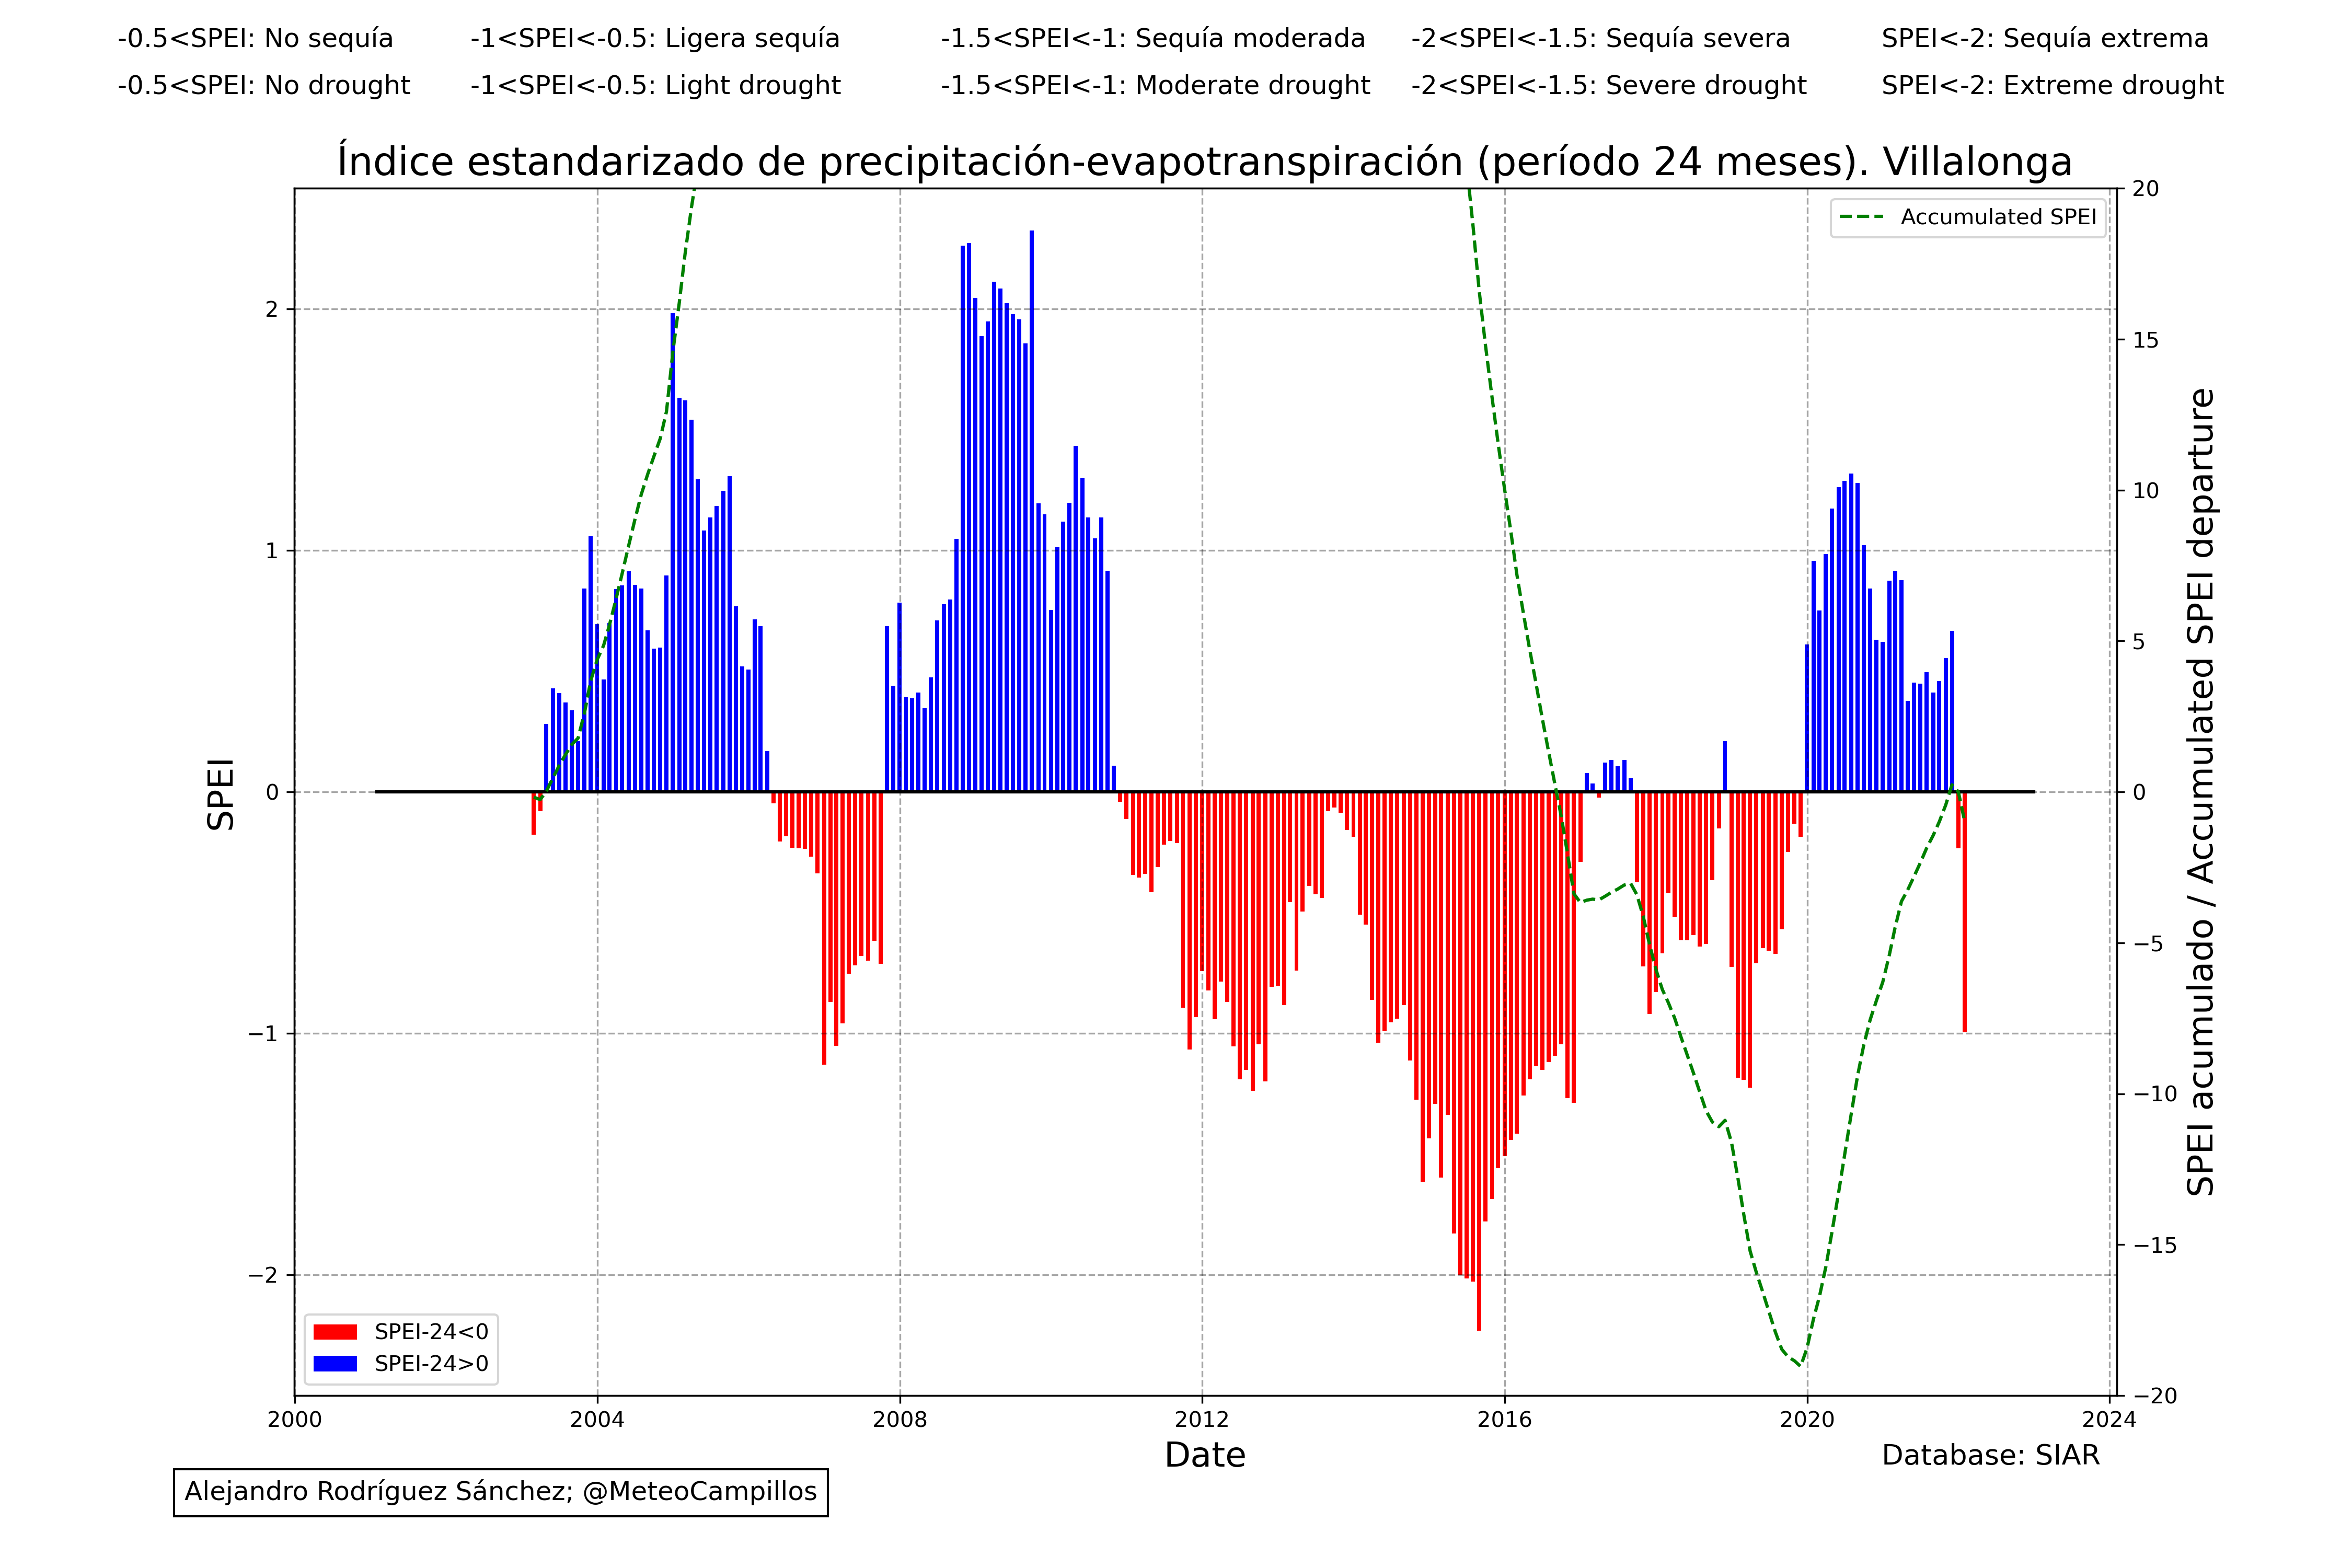 -0.5<SPEI: No sequía -1<SPEI<-0.5: Ligera sequía -1.5<SPEI<-1: Sequía moderada -2<SPEI<-1.5: Sequía severa SPEI<-2: Sequía extrema
-0.5<SPEI: No drought -1<SPEI<-0.5: Light drought -1.5<SPEI<-1: Moderate drought -2<SPEI<-1.5: Severe drought SPEI<-2: Extreme drought
Índice estandarizado de precipitación-evapotranspiración (período 24 meses). Villalonga
Accumulated SPEI
SPEI
2
1
0
−1
−2
20
15
10
5
0
−5
−10
−15
−20
SPEI acumulado / Accumulated SPEI departure
SPEI-24<0
SPEI-24>0
2000 2004 2008 2012 2016 2020 2024
Date
Database: SIAR
Alejandro Rodríguez Sánchez; @MeteoCampillos